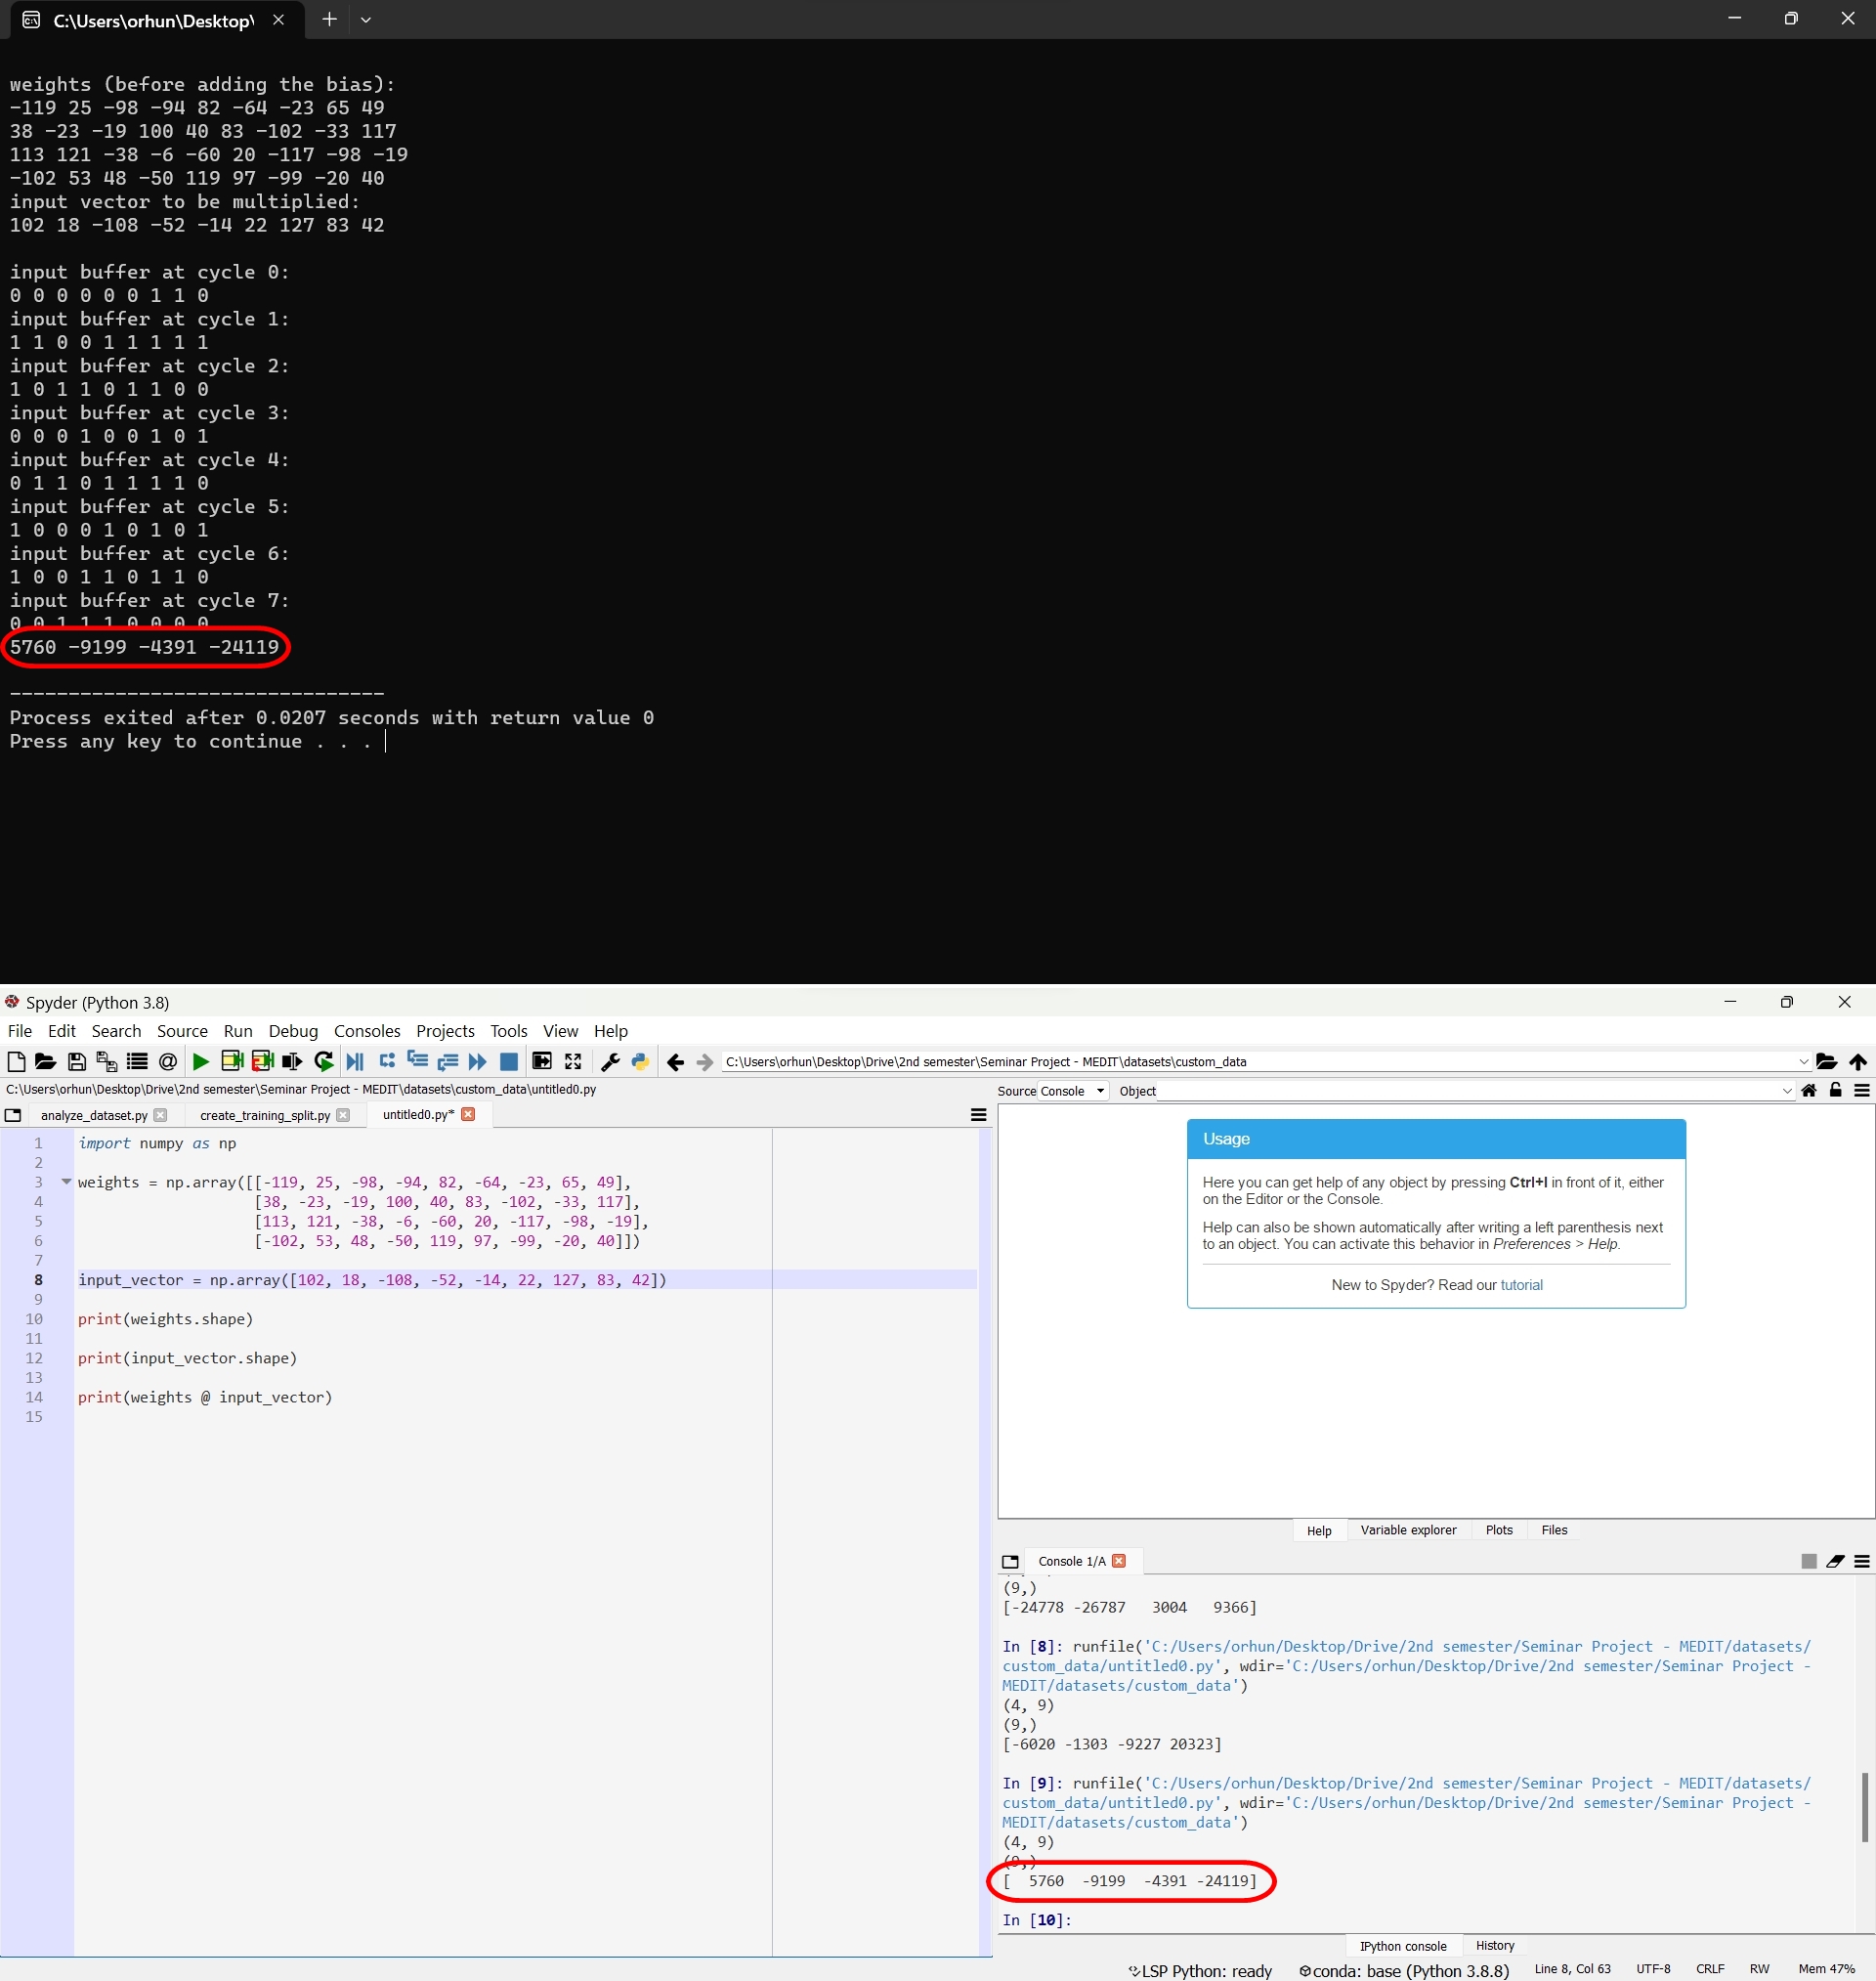 C:\Users\orhun\Desktop\
weights (before adding the bias):
-119 25 -98 -94 82 -64 -23 65 49
38 -23 -19 100 40 83 -102 -33 117
113 121 -38 -6 -60 20 -117 -98 -19
-102 53 48 -50 119 97 -99 -20 40
input vector to be multiplied:
102 18 -108 -52 -14 22 127 83 42
input buffer at cycle 0:
0 0 0 0 0 0 1 1 0
input buffer at cycle 1:
1 1 0 0 1 1 1 1 1
input buffer at cycle 2:
1 0 1 1 0 1 1 0 0
input buffer at cycle 3:
0 0 0 1 0 0 1 0 1
input buffer at cycle 4:
0 1 1 0 1 1 1 1 0
input buffer at cycle 5:
1 0 0 0 1 0 1 0 1
input buffer at cycle 6:
1 0 0 1 1 0 1 1 0
input buffer at cycle 7:
0 0 1 1 1 0 0 0 0
5760 -9199 -4391 -24119
--------------------------------
Process exited after 0.0207 seconds with return value 0
Press any key to continue . . .
Spyder (Python 3.8)
File Edit Search Source Run Debug Consoles Projects Tools View Help
C:\Users\orhun\Desktop\Drive\2nd semester\Seminar Project - MEDIT\datasets\custom_data
C:\Users\orhun\Desktop\Drive\2nd semester\Seminar Project - MEDIT\datasets\custom_data\untitled0.py
analyze_dataset.py create_training_split.py untitled0.py*
1 import numpy as np
2
3 weights = np.array([[-119, 25, -98, -94, 82, -64, -23, 65, 49],
4 [38, -23, -19, 100, 40, 83, -102, -33, 117],
5 [113, 121, -38, -6, -60, 20, -117, -98, -19],
6 [-102, 53, 48, -50, 119, 97, -99, -20, 40]])
7
8 input_vector = np.array([102, 18, -108, -52, -14, 22, 127, 83, 42])
9
10 print(weights.shape)
11
12 print(input_vector.shape)
13
14 print(weights @ input_vector)
15
Source Console Object
Usage
Here you can get help of any object by pressing Ctrl+I in front of it, either
on the Editor or the Console.
Help can also be shown automatically after writing a left parenthesis next
to an object. You can activate this behavior in Preferences > Help.
New to Spyder? Read our tutorial
Help Variable explorer Plots Files
Console 1/A
(9,)
[-24778 -26787 3004 9366]
In [8]: runfile('C:/Users/orhun/Desktop/Drive/2nd semester/Seminar Project - MEDIT/datasets/
custom_data/untitled0.py', wdir='C:/Users/orhun/Desktop/Drive/2nd semester/Seminar Project -
MEDIT/datasets/custom_data')
(4, 9)
(9,)
[-6020 -1303 -9227 20323]
In [9]: runfile('C:/Users/orhun/Desktop/Drive/2nd semester/Seminar Project - MEDIT/datasets/
custom_data/untitled0.py', wdir='C:/Users/orhun/Desktop/Drive/2nd semester/Seminar Project -
MEDIT/datasets/custom_data')
(4, 9)
(9,)
[ 5760 -9199 -4391 -24119]
In [10]:
IPython console History
LSP Python: ready conda: base (Python 3.8.8) Line 8, Col 63 UTF-8 CRLF RW Mem 47%